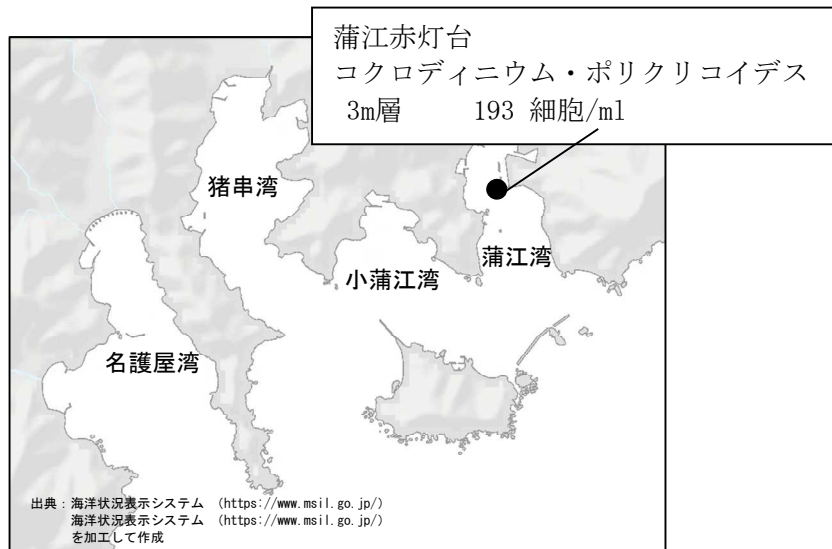 蒲江赤灯台
コクロディニウム・ポリクリコイデス
3m層　　193 細胞/ml
猪串湾
蒲江湾
小蒲江湾
名護屋湾
出典：海洋状況表示システム （https://www.msil.go.jp/）
海洋状況表示システム （https://www.msil.go.jp/）
を加工して作成